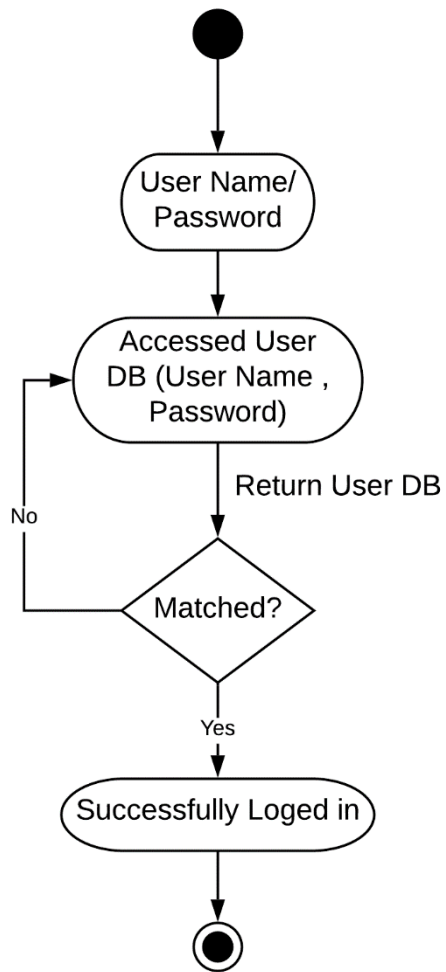 User Name/
Password
Accessed User
DB (User Name ,
Password)
Return User DB
No
Matched?
Yes
Successfully Loged in